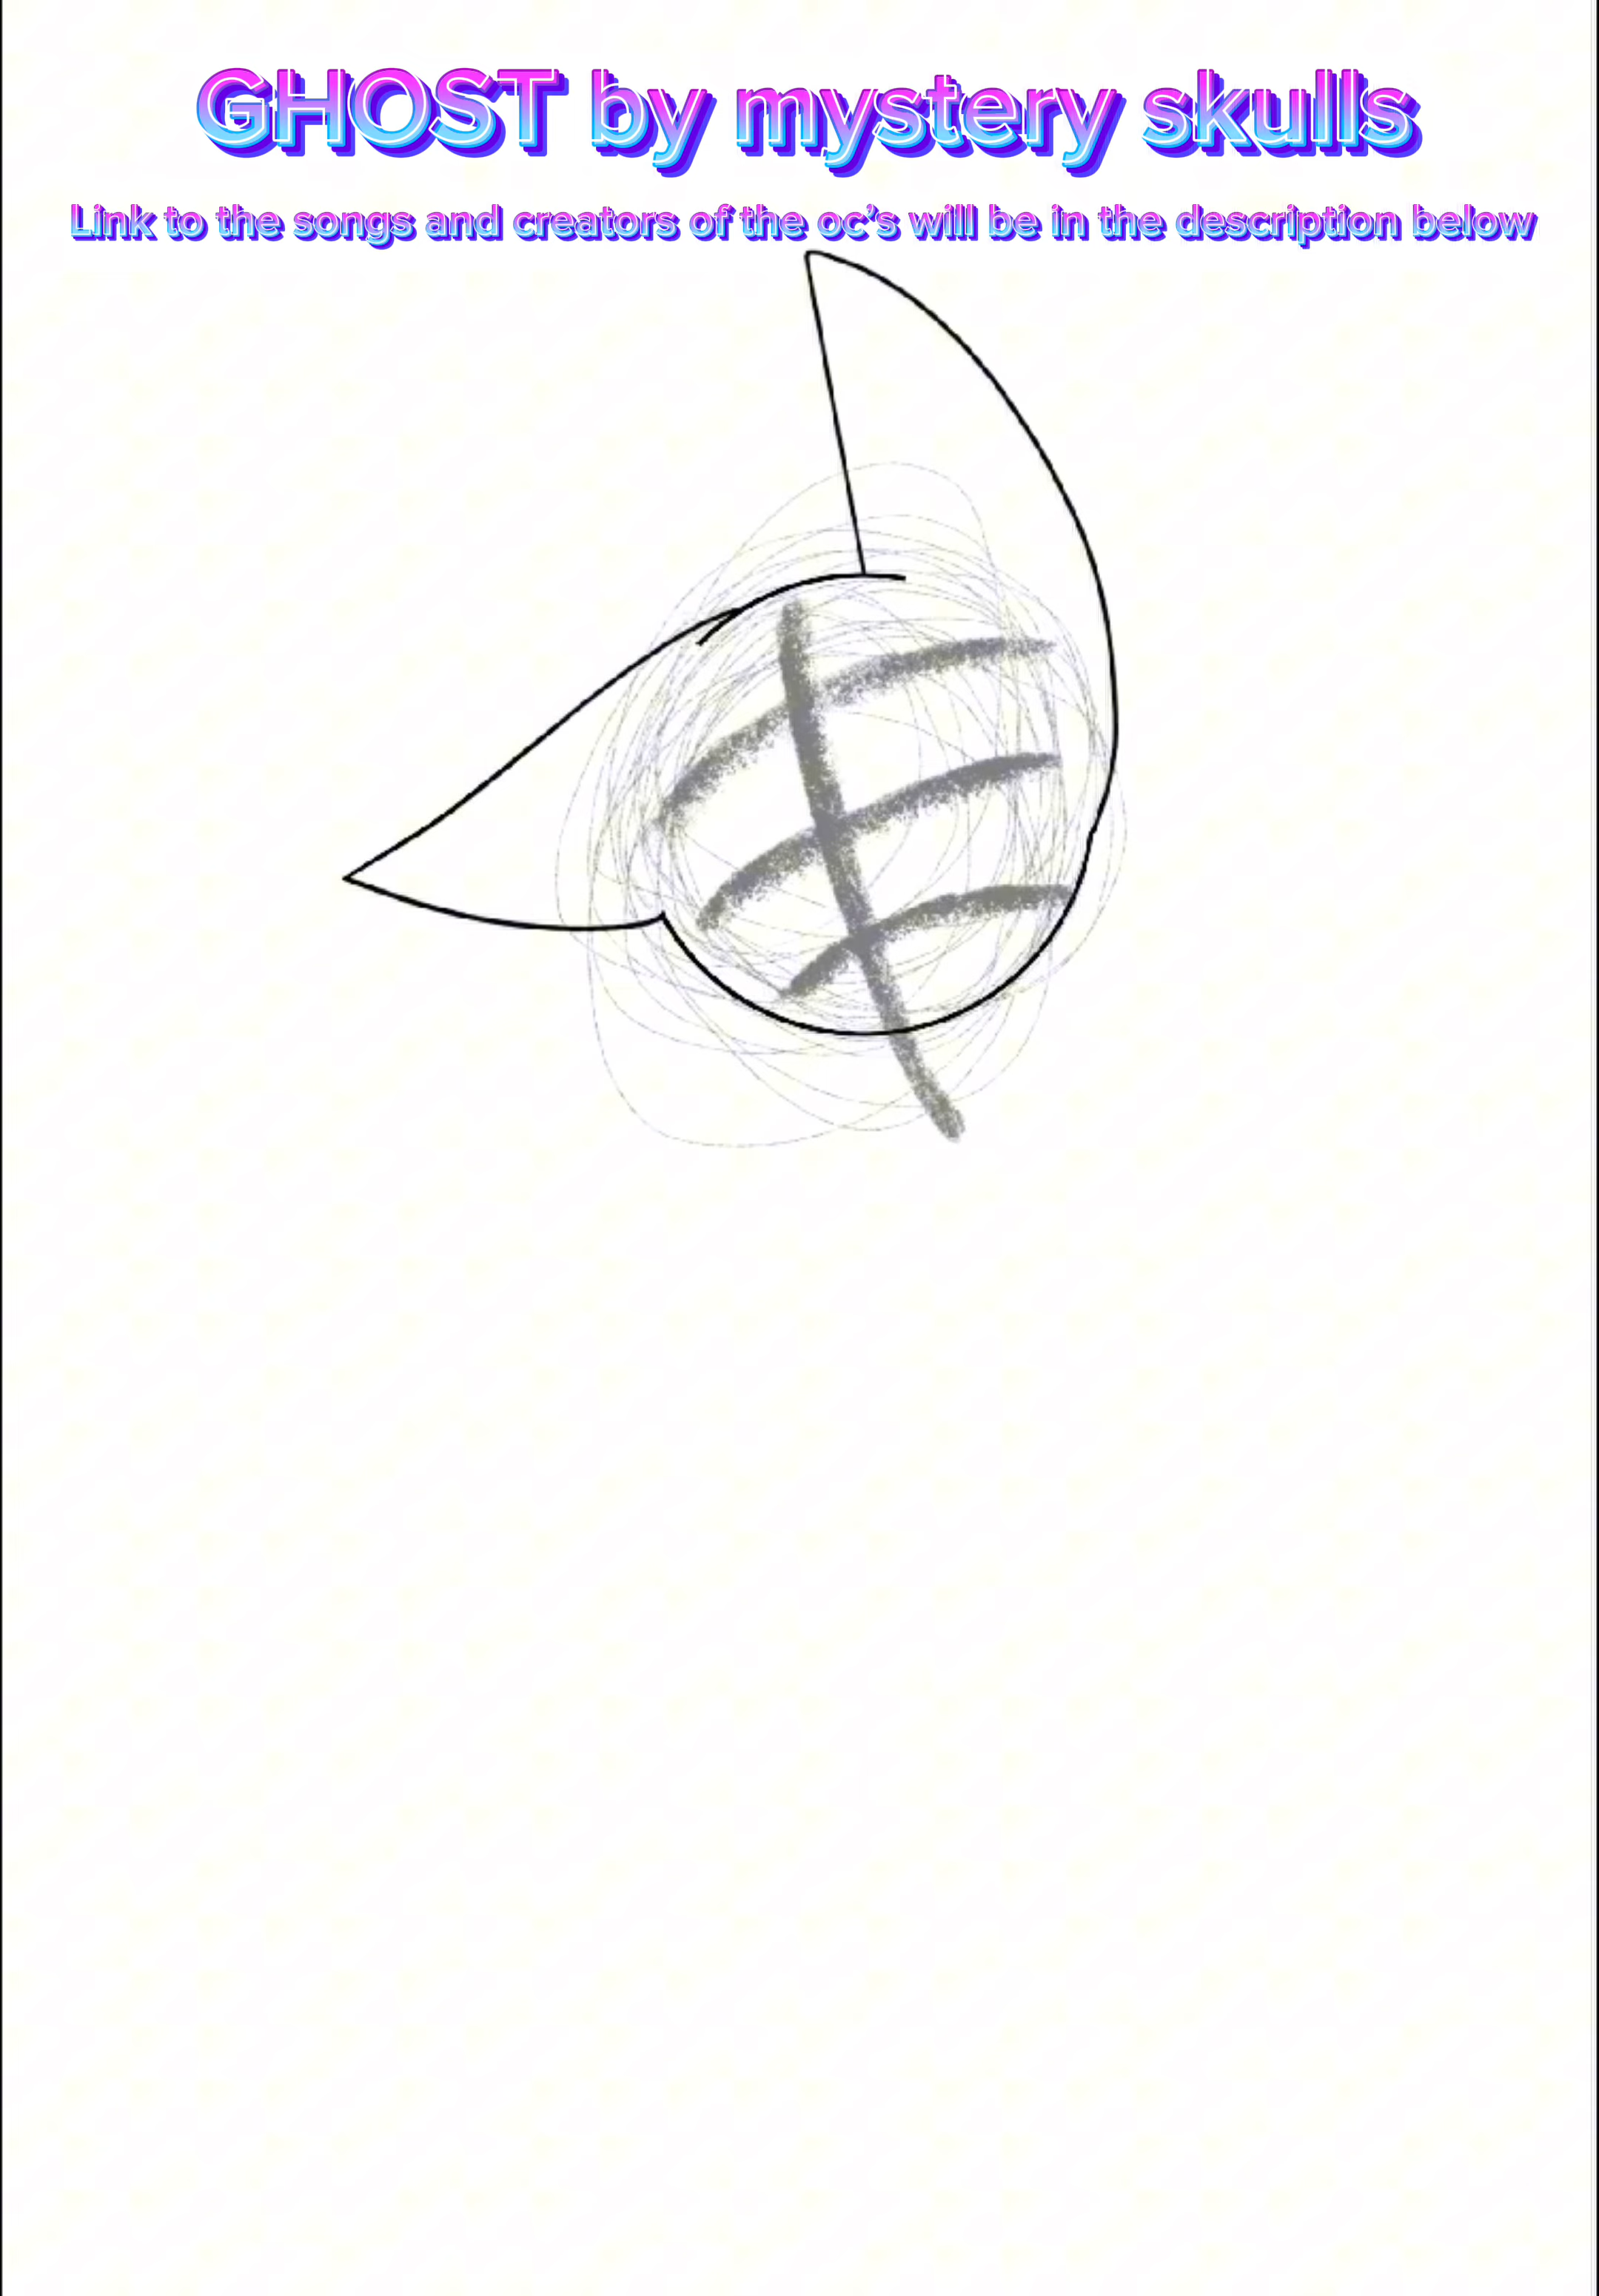 GHOST by mystery skulls
Link to the songs and creators of the oc's will be in the description below